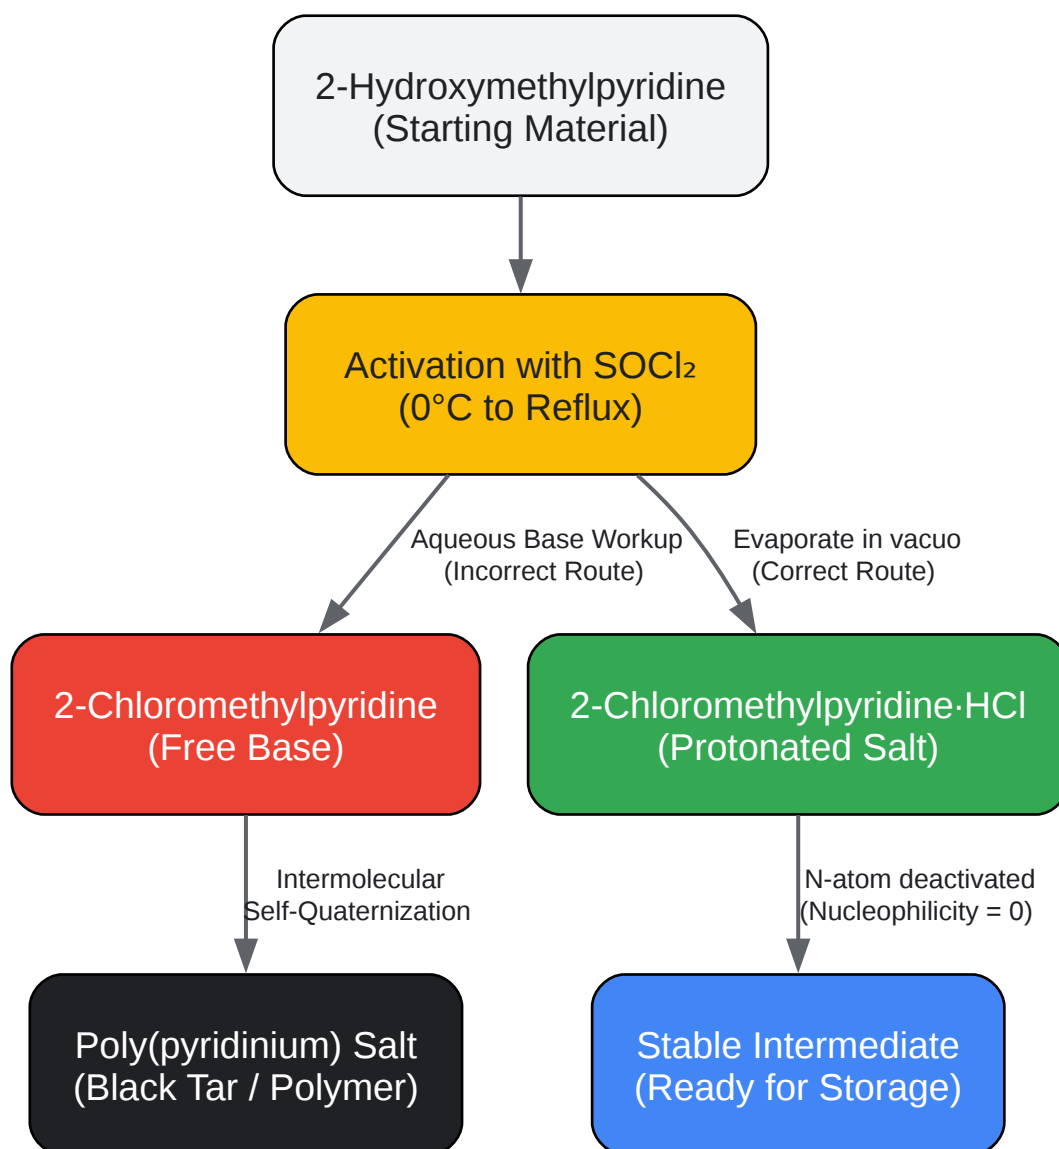 2-Hydroxymethylpyridine
(Starting Material)
Activation with SOCl₂
(0°C to Reflux)
Aqueous Base Workup
(Incorrect Route)
Evaporate in vacuo
(Correct Route)
2-Chloromethylpyridine
(Free Base)
2-Chloromethylpyridine·HCl
(Protonated Salt)
Intermolecular
Self-Quaternization
N-atom deactivated
(Nucleophilicity = 0)
Poly(pyridinium) Salt
(Black Tar / Polymer)
Stable Intermediate
(Ready for Storage)